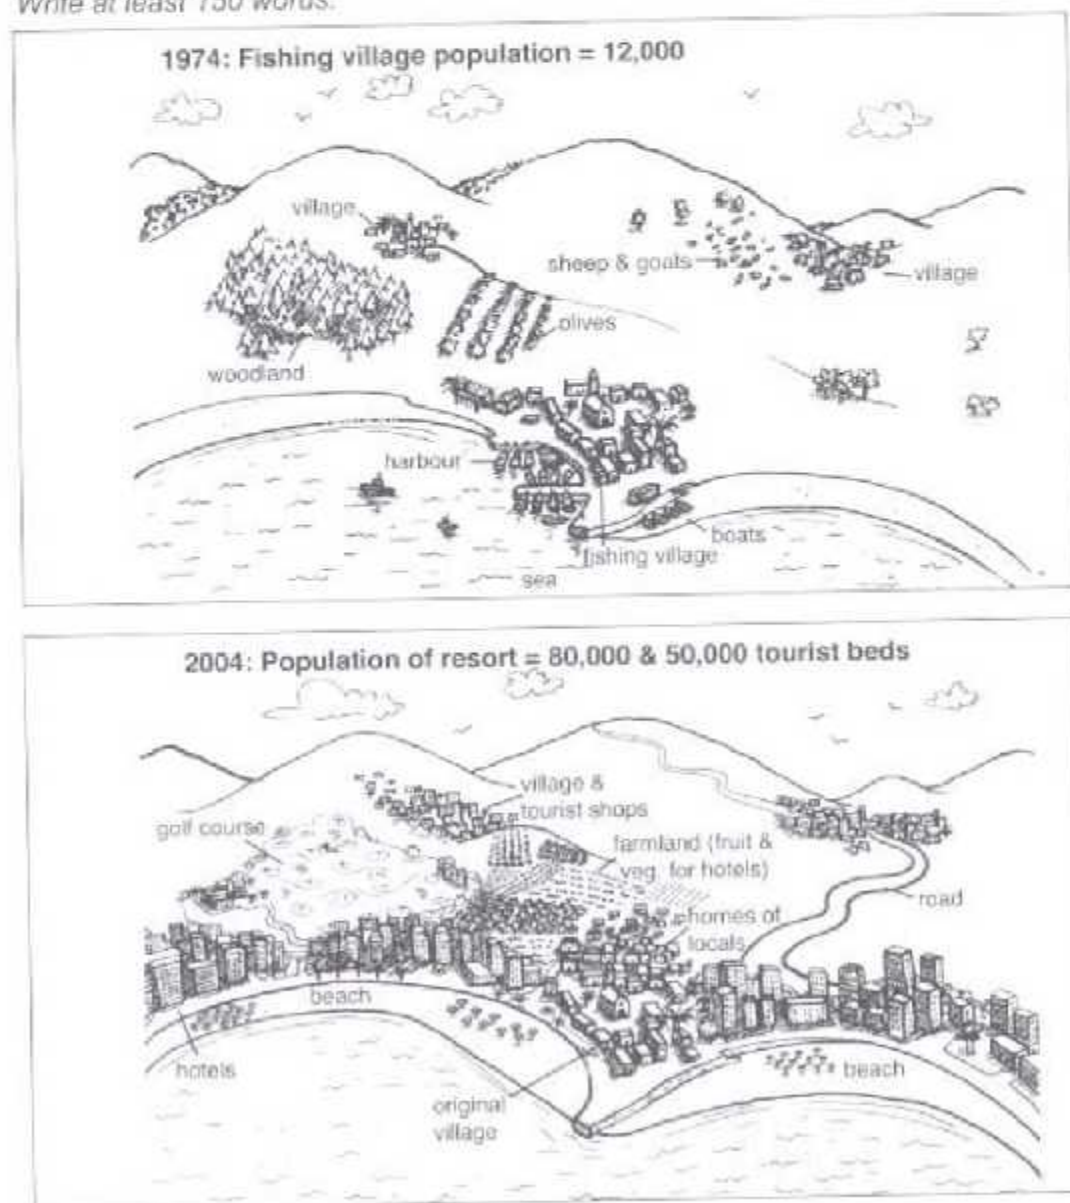 Write at least 150 words.
1974: Fishing village population = 12,000
village
sheep & goats
village
olives
woodland
harbour
boats
fishing village
sea
2004: Population of resort = 80,000 & 50,000 tourist beds
village &
tourist shops
golf course
farmland (fruit &
veg. for hotels)
road
homes of
locals
beach
hotels
beach
original
village